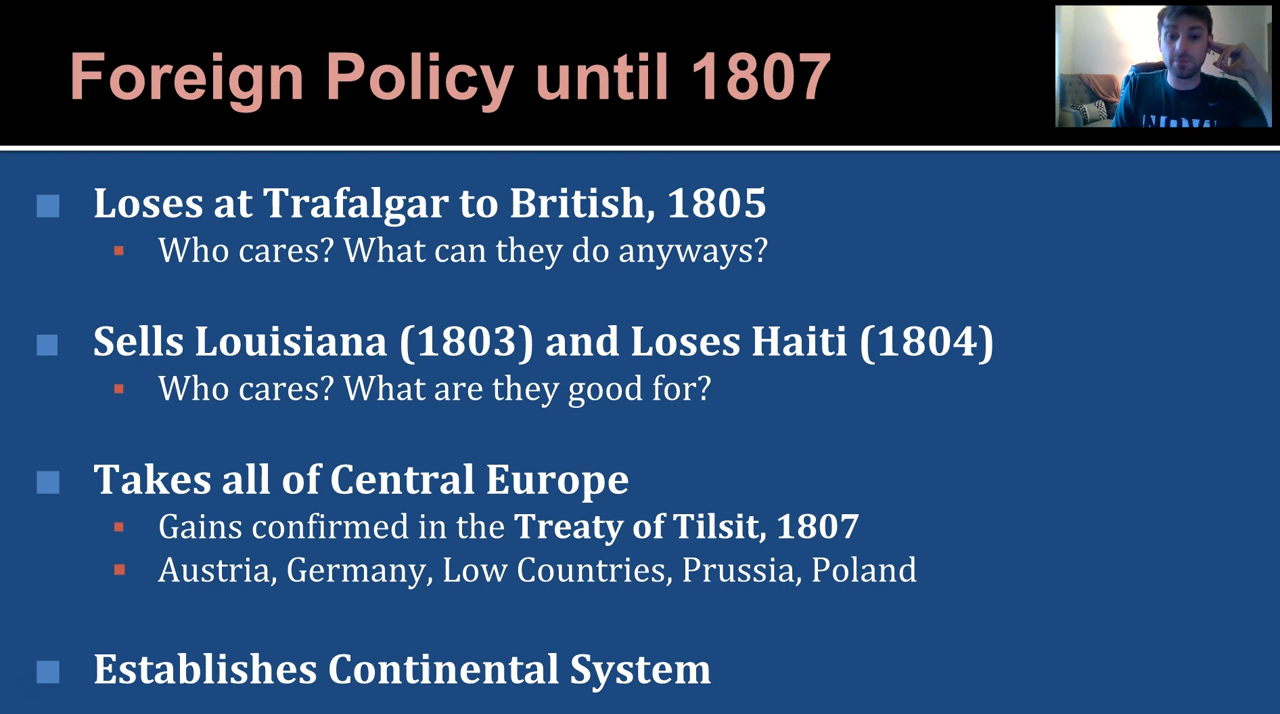 Foreign Policy until 1807
Loses at Trafalgar to British, 1805
Who cares? What can they do anyways?
Sells Louisiana (1803) and Loses Haiti (1804)
Who cares? What are they good for?
Takes all of Central Europe
Gains confirmed in the Treaty of Tilsit, 1807
Austria, Germany, Low Countries, Prussia, Poland
Establishes Continental System